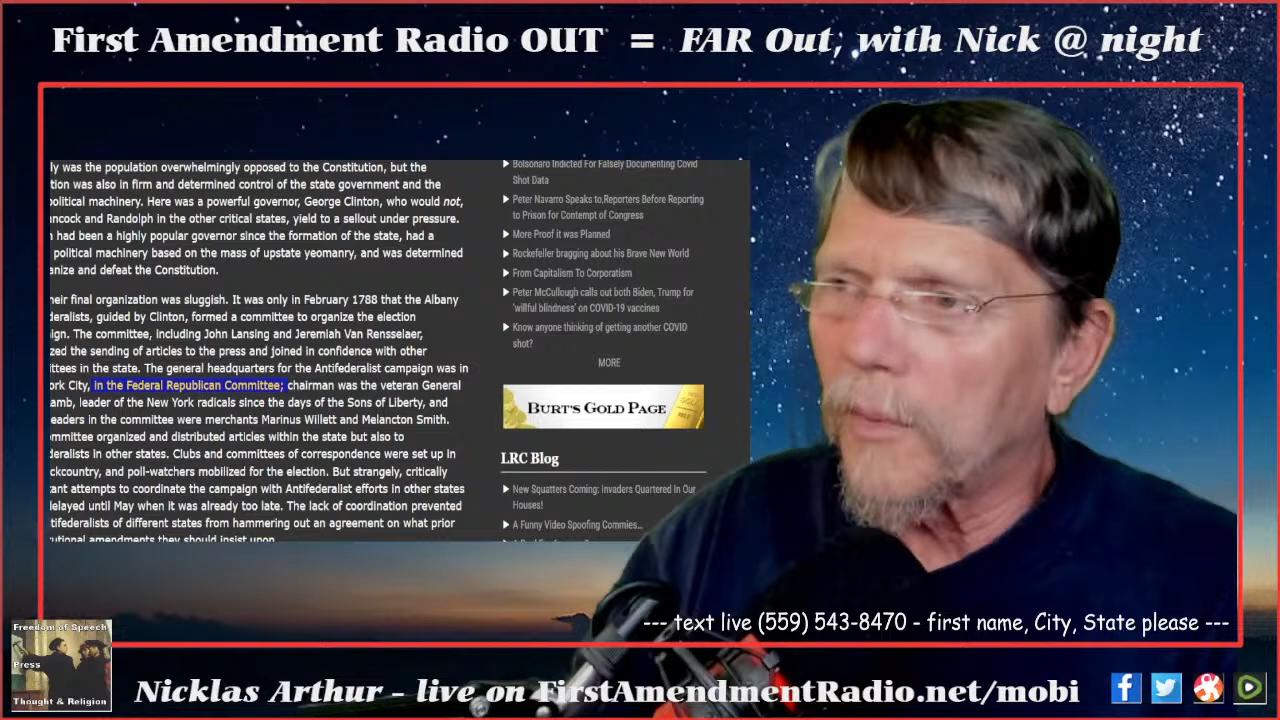 First Amendment Radio OUT = FAR Out, with Nick @ night
ly was the population overwhelmingly opposed to the Constitution, but the
tion was also in firm and determined control of the state government and the
political machinery. Here was a powerful governor, George Clinton, who would not,
ncock and Randolph in the other critical states, yield to a sellout under pressure.
n had been a highly popular governor since the formation of the state, had a
political machinery based on the mass of upstate yeomanry, and was determined
anize and defeat the Constitution.
heir final organization was sluggish. It was only in February 1788 that the Albany
deralists, guided by Clinton, formed a committee to organize the election
ign. The committee, including John Lansing and Jeremiah Van Rensselaer,
zed the sending of articles to the press and joined in confidence with other
ittees in the state. The general headquarters for the Antifederalist campaign was in
ork City, in the Federal Republican Committee; chairman was the veteran General
amb, leader of the New York radicals since the days of the Sons of Liberty, and
eaders in the committee were merchants Marinus Willett and Melancton Smith.
ommittee organized and distributed articles within the state but also to
deralists in other states. Clubs and committees of correspondence were set up in
ckcountry, and poll-watchers mobilized for the election. But strangely, critically
ant attempts to coordinate the campaign with Antifederalist efforts in other states
delayed until May when it was already too late. The lack of coordination prevented
tifederalists of different states from hammering out an agreement on what prior
tutional amendments they should insist upon.
Bolsonaro Indicted For Falsely Documenting Covid
Shot Data
Peter Navarro Speaks to,Reporters Before Reporting
to Prison for Contempt of Congress
More Proof it was Planned
Rockefeller bragging about his Brave New World
From Capitalism To Corporatism
Peter McCullough calls out both Biden, Trump for
'willful blindness' on COVID-19 vaccines
Know anyone thinking of getting another COVID
shot?
MORE
BURT'S GOLD PAGE
LRC Blog
New Squatters Coming: Invaders Quartered In Our
Houses!
A Funny Video Spoofing Commies...
--- text live (559) 543-8470 - first name, City, State please ---
Freedom of Speech
Press
Thought & Religion
Nicklas Arthur – live on FirstAmendmentRadio.net/mobi